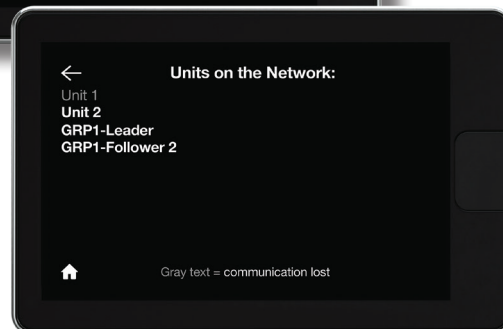 Units on the Network:
Unit 1
Unit 2
GRP1-Leader
GRP1-Follower 2
Gray text = communication lost